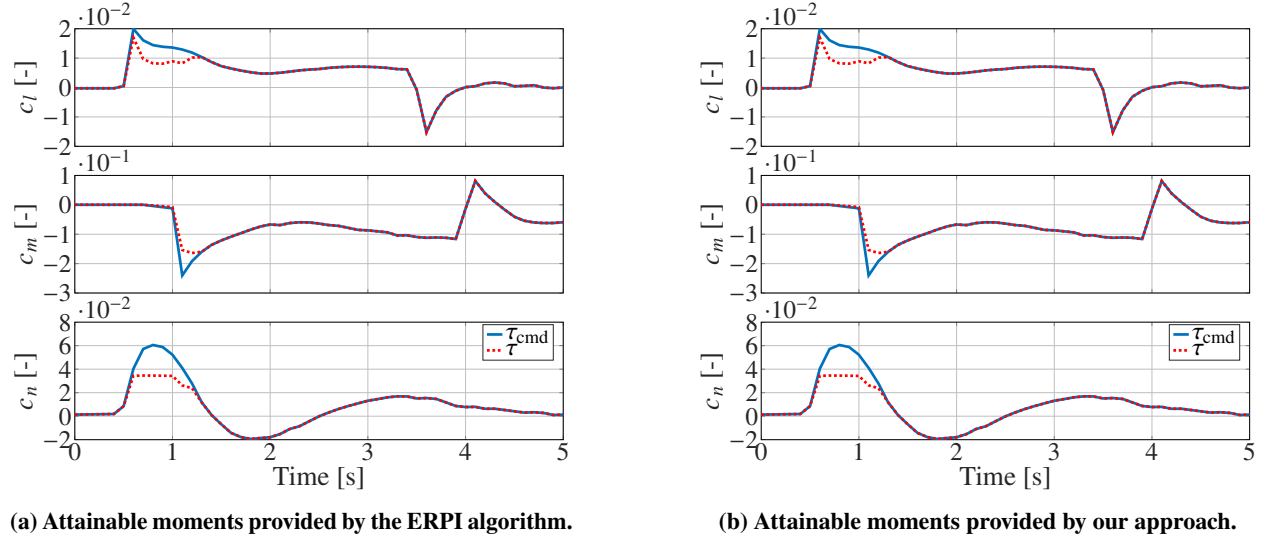 ·10⁻²
2
1
0
−1
−2
c_l [-]
·10⁻¹
1
0
−1
−2
−3
c_m [-]
·10⁻²
8
6
4
2
0
−2
c_n [-]
τ_cmd
τ
0 1 2 3 4 5
Time [s]
(a) Attainable moments provided by the ERPI algorithm.
·10⁻²
2
1
0
−1
−2
c_l [-]
·10⁻¹
1
0
−1
−2
−3
c_m [-]
·10⁻²
8
6
4
2
0
−2
c_n [-]
τ_cmd
τ
0 1 2 3 4 5
Time [s]
(b) Attainable moments provided by our approach.